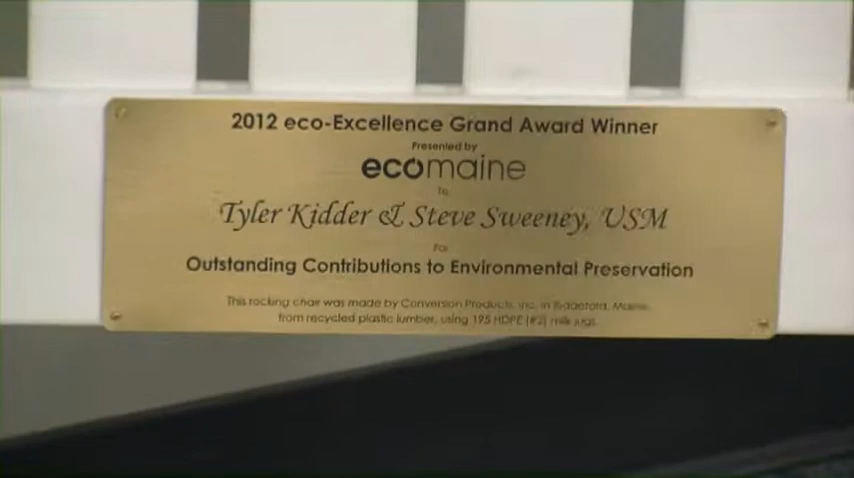 2012 eco-Excellence Grand Award Winner
Presented by
ecomaine
To
Tyler Kidder & Steve Sweeney, USM
For
Outstanding Contributions to Environmental Preservation
This rocking chair was made by Conversion Products, Inc. in Biddeford, Maine,
from recycled plastic lumber, using 195 HDPE (#2) milk jugs.